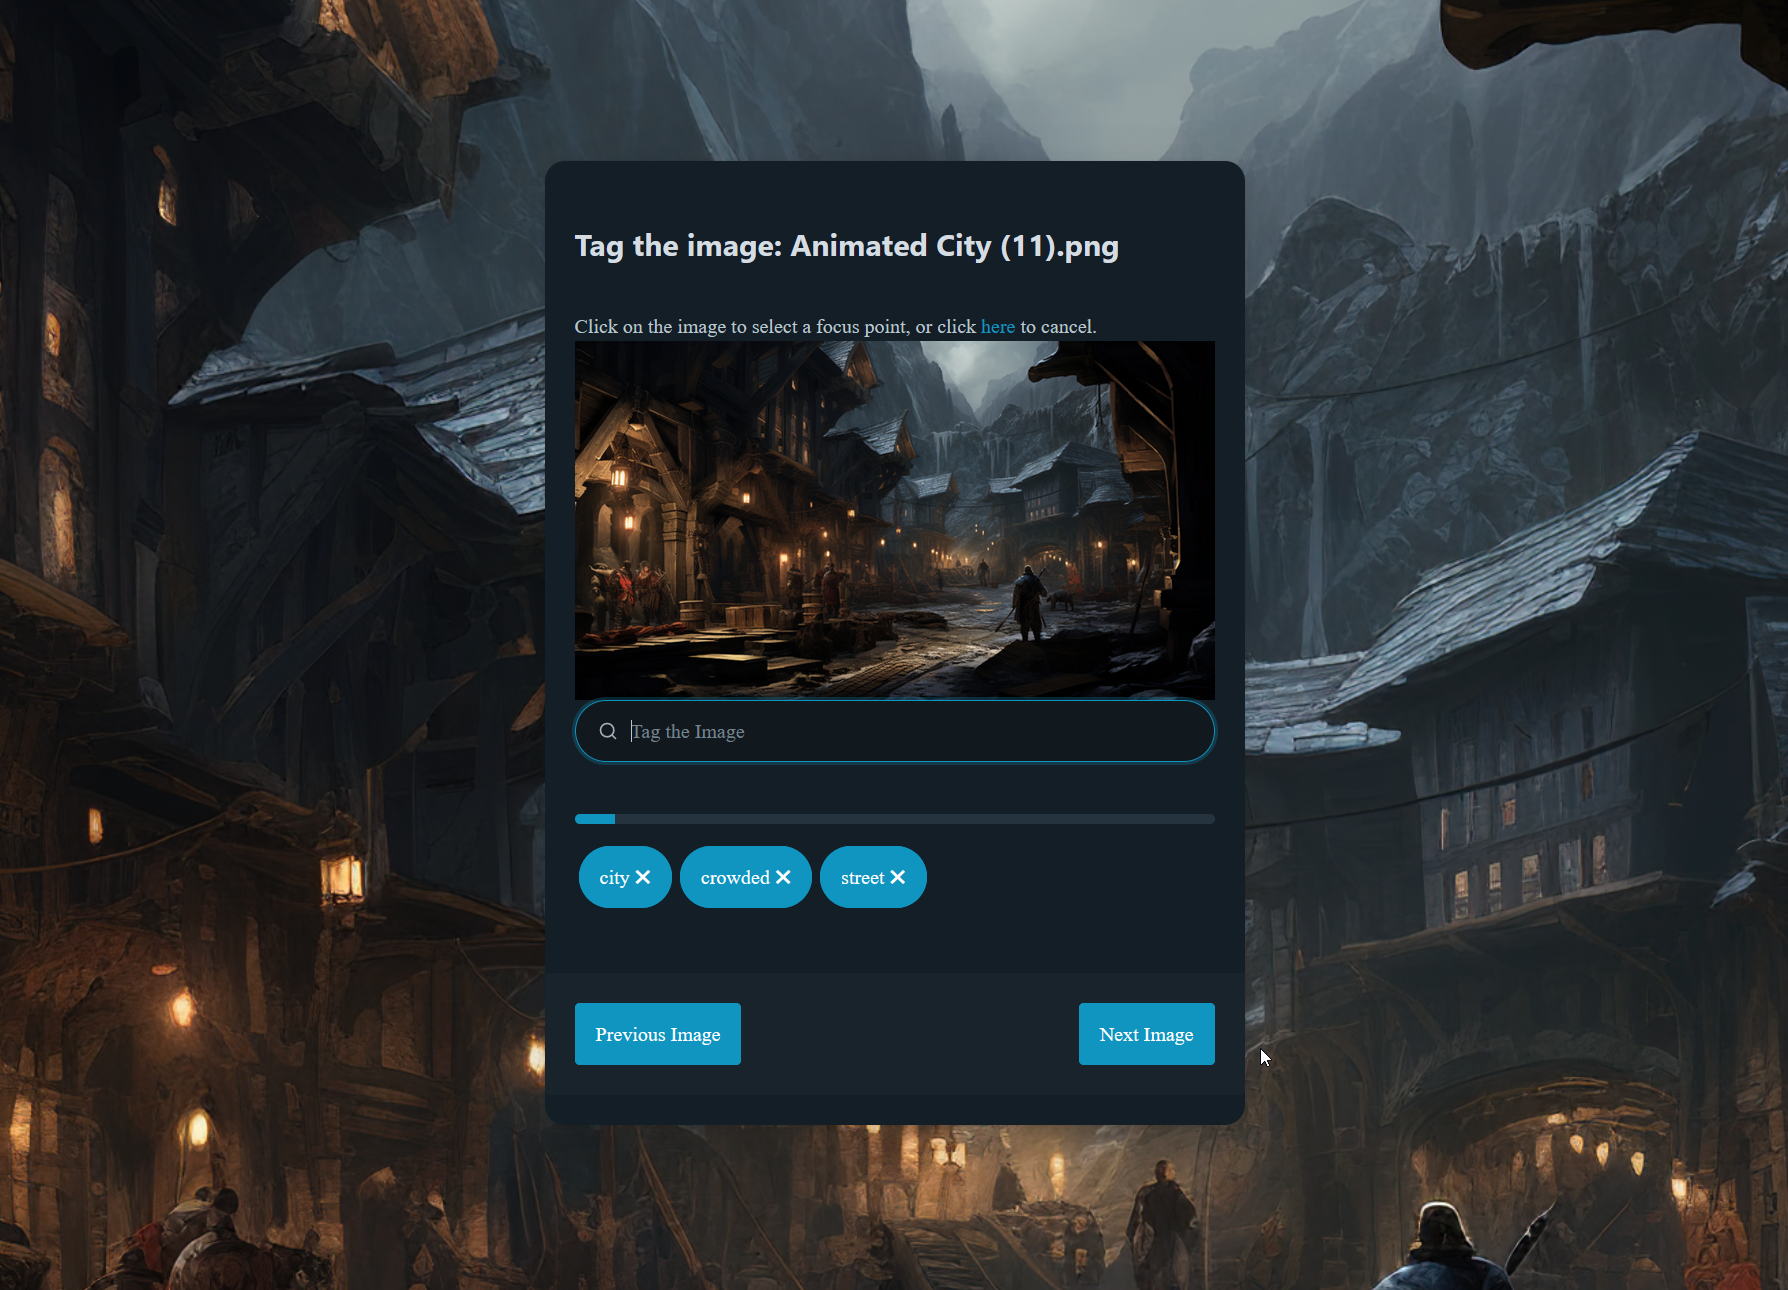 Tag the image: Animated City (11).png
Click on the image to select a focus point, or click here to cancel.
Tag the Image
city
crowded
street
Previous Image
Next Image